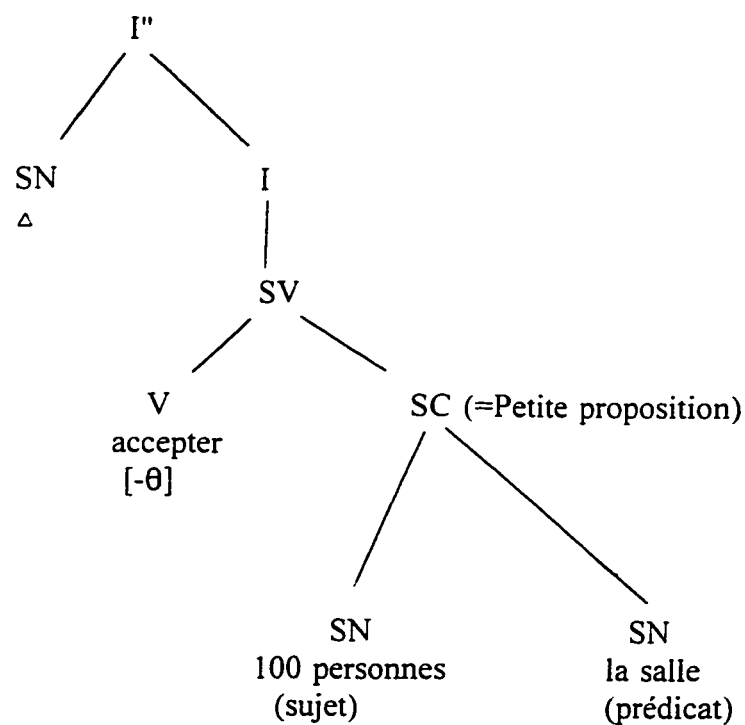 I"
SN I
△
SV
V SC (=Petite proposition)
accepter
[-θ]
SN SN
100 personnes la salle
(sujet) (prédicat)